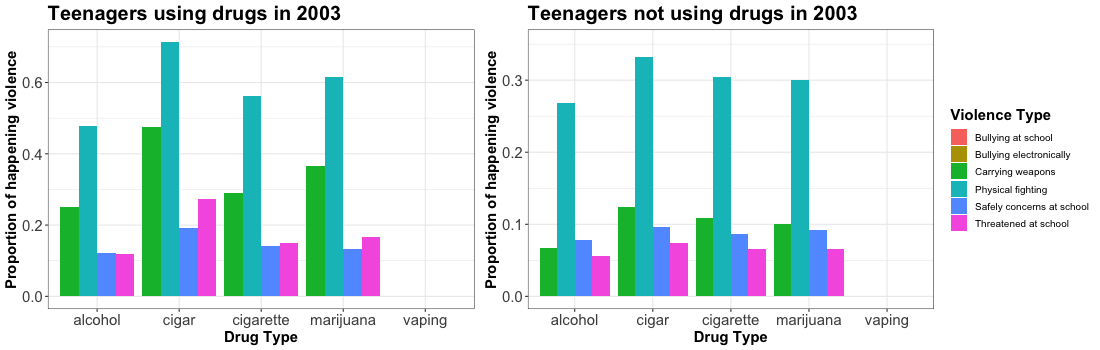 Teenagers using drugs in 2003
Proportion of happening violence
0.6
0.4
0.2
0.0
alcohol cigar cigarette marijuana vaping
Drug Type
Teenagers not using drugs in 2003
Proportion of happening violence
0.3
0.2
0.1
0.0
alcohol cigar cigarette marijuana vaping
Drug Type
Violence Type
Bullying at school
Bullying electronically
Carrying weapons
Physical fighting
Safely concerns at school
Threatened at school